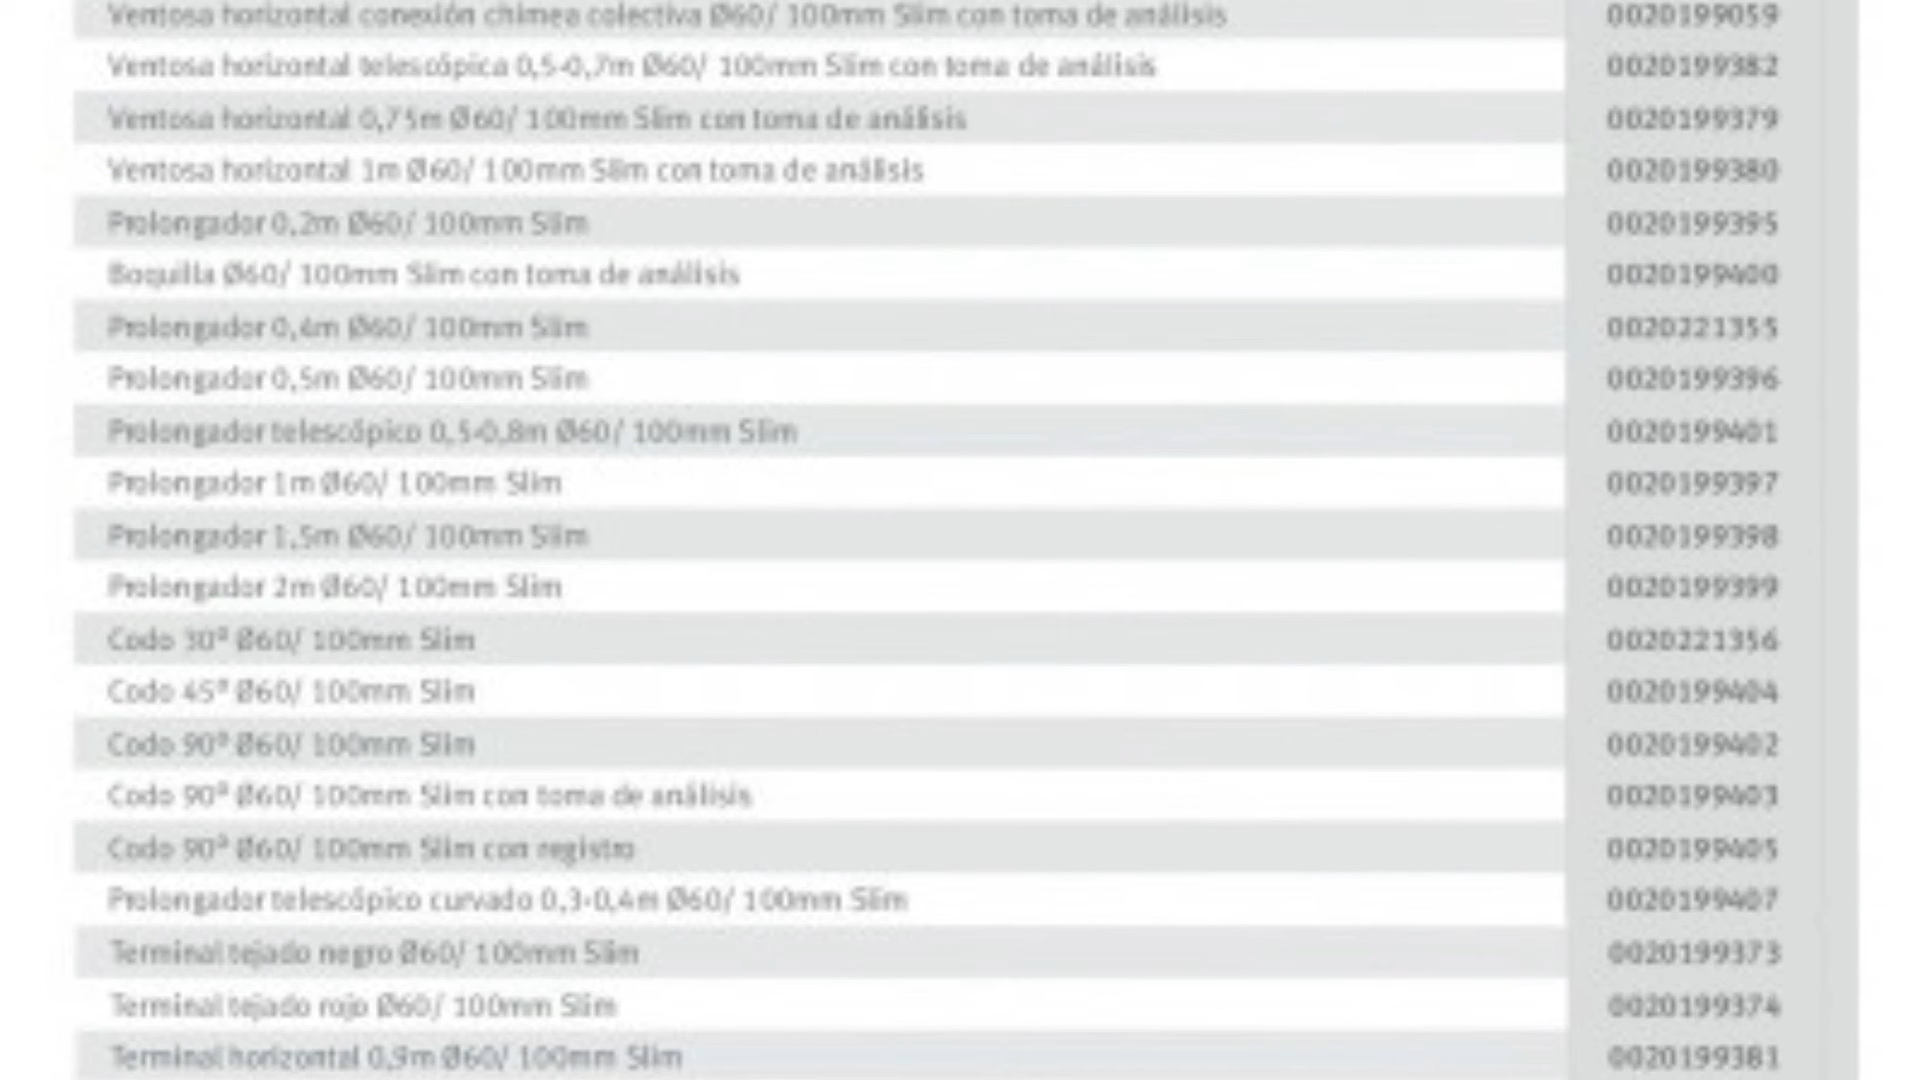 Ventosa horizontal conexión chimea colectiva Ø60/ 100mm Slim con toma de análisis 0020199059
Ventosa horizontal telescópica 0,5-0,7m Ø60/ 100mm Slim con toma de análisis 0020199382
Ventosa horizontal 0,75m Ø60/ 100mm Slim con toma de análisis 0020199379
Ventosa horizontal 1m Ø60/ 100mm Slim con toma de análisis 0020199380
Prolongador 0,2m Ø60/ 100mm Slim 0020199395
Boquilla Ø60/ 100mm Slim con toma de análisis 0020199400
Prolongador 0,4m Ø60/ 100mm Slim 0020221355
Prolongador 0,5m Ø60/ 100mm Slim 0020199396
Prolongador telescópico 0,5-0,8m Ø60/ 100mm Slim 0020199401
Prolongador 1m Ø60/ 100mm Slim 0020199397
Prolongador 1,5m Ø60/ 100mm Slim 0020199398
Prolongador 2m Ø60/ 100mm Slim 0020199399
Codo 30º Ø60/ 100mm Slim 0020221356
Codo 45º Ø60/ 100mm Slim 0020199404
Codo 90º Ø60/ 100mm Slim 0020199402
Codo 90º Ø60/ 100mm Slim con toma de análisis 0020199403
Codo 90º Ø60/ 100mm Slim con registro 0020199405
Prolongador telescópico curvado 0,3-0,4m Ø60/ 100mm Slim 0020199407
Terminal tejado negro Ø60/ 100mm Slim 0020199373
Terminal tejado rojo Ø60/ 100mm Slim 0020199374
Terminal horizontal 0,9m Ø60/ 100mm Slim 0020199381